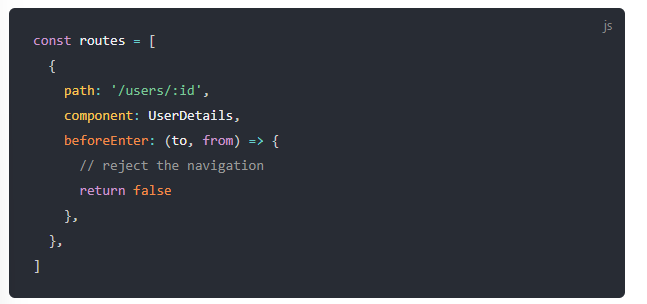 js
const routes = [
  {
    path: '/users/:id',
    component: UserDetails,
    beforeEnter: (to, from) => {
      // reject the navigation
      return false
    },
  },
]